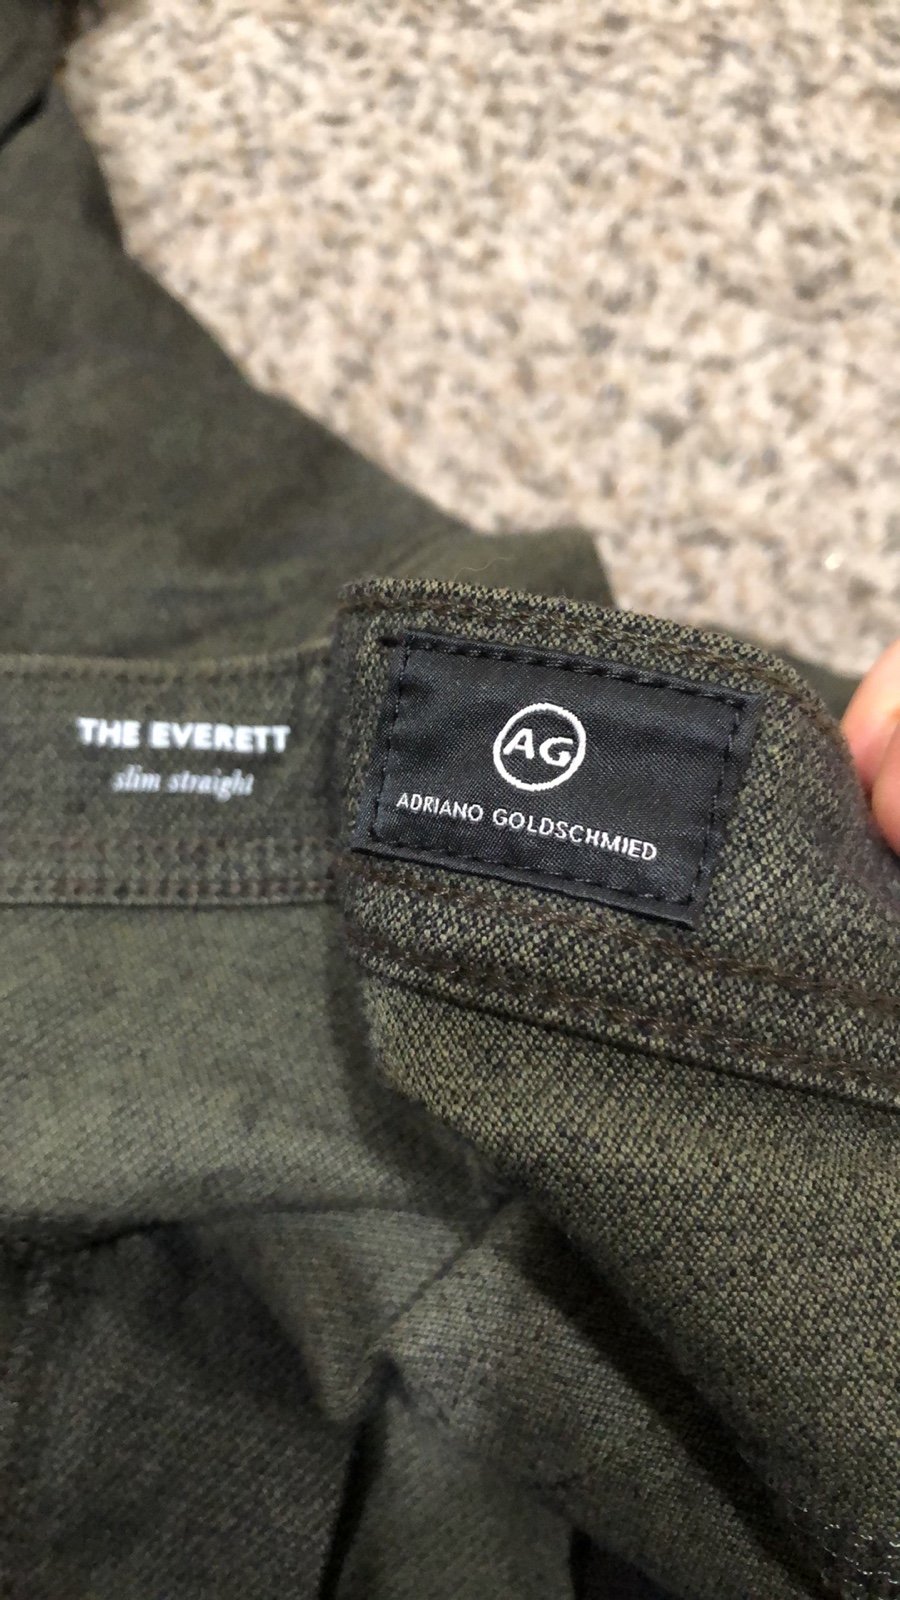 THE EVERETT
slim straight
AG
ADRIANO GOLDSCHMIED